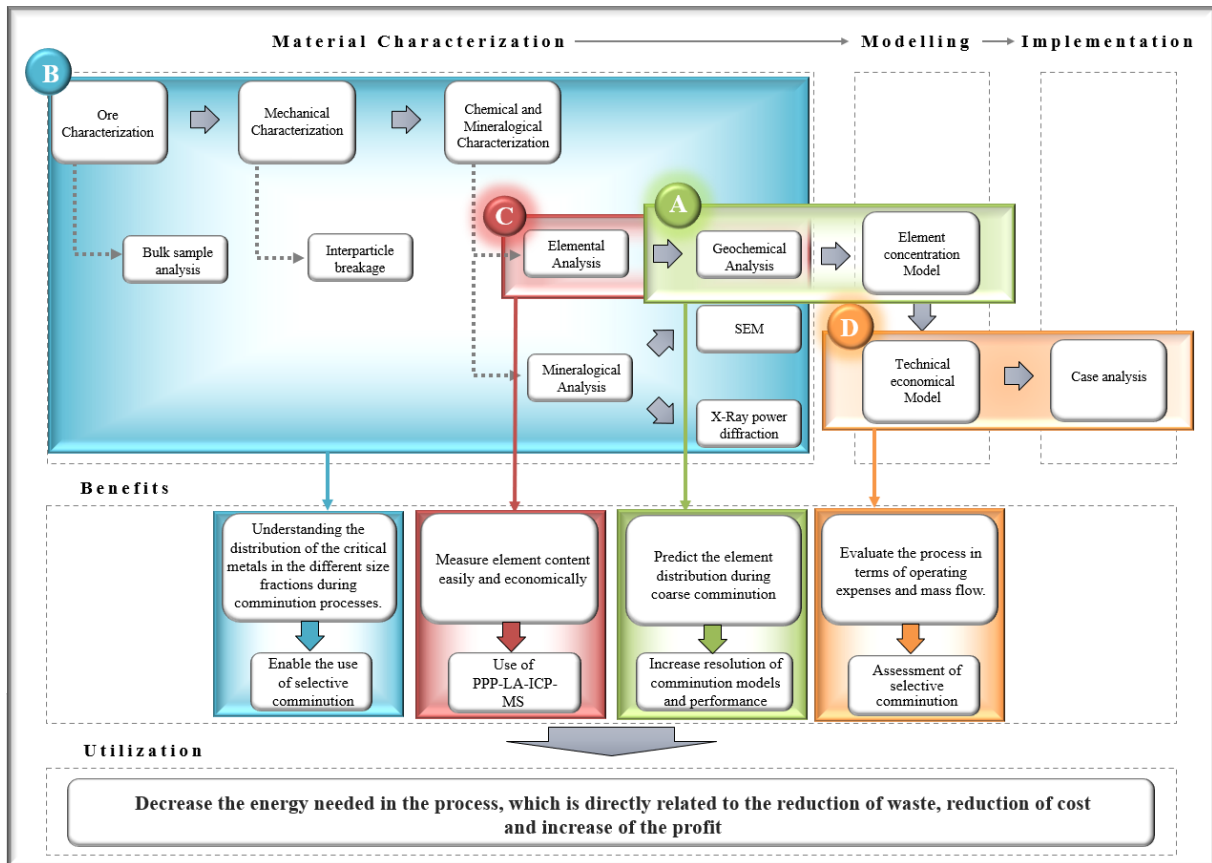 Material Characterization
Modelling
Implementation
B
Ore
Characterization
Mechanical
Characterization
Chemical and
Mineralogical
Characterization
C
A
Bulk sample
analysis
Interparticle
breakage
Elemental
Analysis
Geochemical
Analysis
Element
concentration
Model
D
SEM
Mineralogical
Analysis
Technical
economical
Model
Case analysis
X-Ray power
diffraction
Benefits
Understanding the
distribution of the critical
metals in the different size
fractions during
comminution processes.
Measure element content
easily and economically
Predict the element
distribution during
coarse comminution
Evaluate the process in
terms of operating
expenses and mass flow.
Enable the use
of selective
comminution
Use of
PPP-LA-ICP-
MS
Increase resolution of
comminution models
and performance
Assessment of
selective
comminution
Utilization
Decrease the energy needed in the process, which is directly related to the reduction of waste, reduction of cost
and increase of the profit